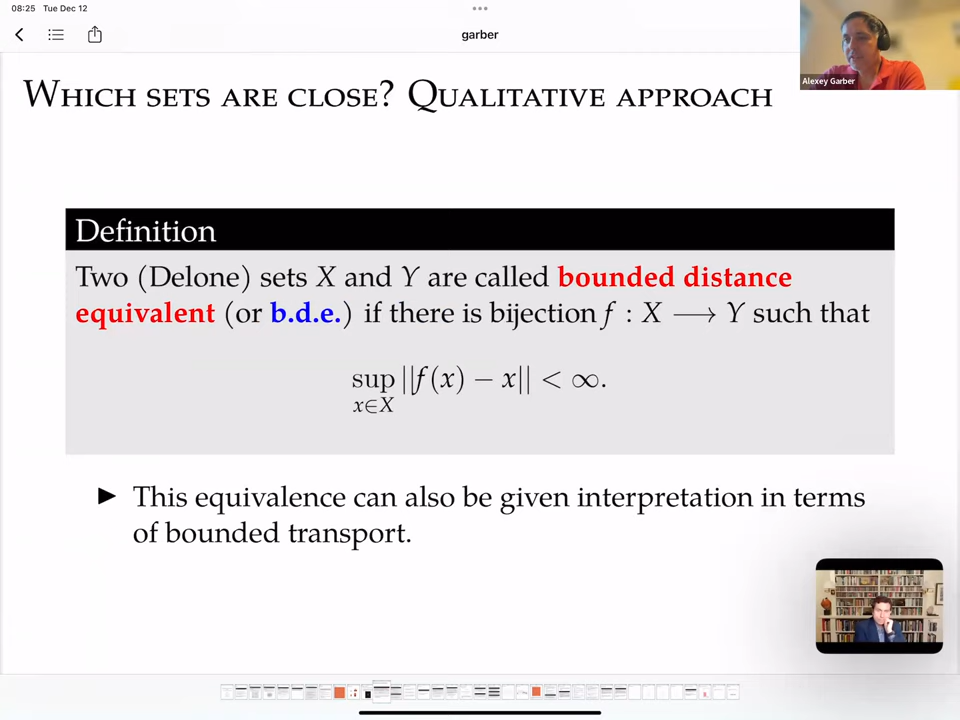 08:25 Tue Dec 12
garber
Alexey Garber
WHICH SETS ARE CLOSE? QUALITATIVE APPROACH
Definition
Two (Delone) sets X and Y are called bounded distance
equivalent (or b.d.e.) if there is bijection f : X ⟶ Y such that
sup ||f(x) − x|| < ∞.
x∈X
▶ This equivalence can also be given interpretation in terms
of bounded transport.